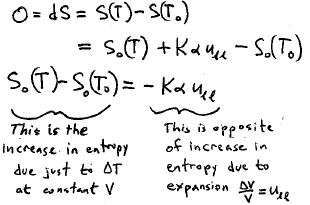 0 = dS = S(T) - S(T₀)
= S₀(T) + Kα u_ℓℓ - S₀(T₀)
S₀(T) - S₀(T₀) = - Kα u_ℓℓ
This is the
increase in entropy
due just to ΔT
at constant V
This is opposite
of increase in
entropy due to
expansion ΔV/V = u_ℓℓ